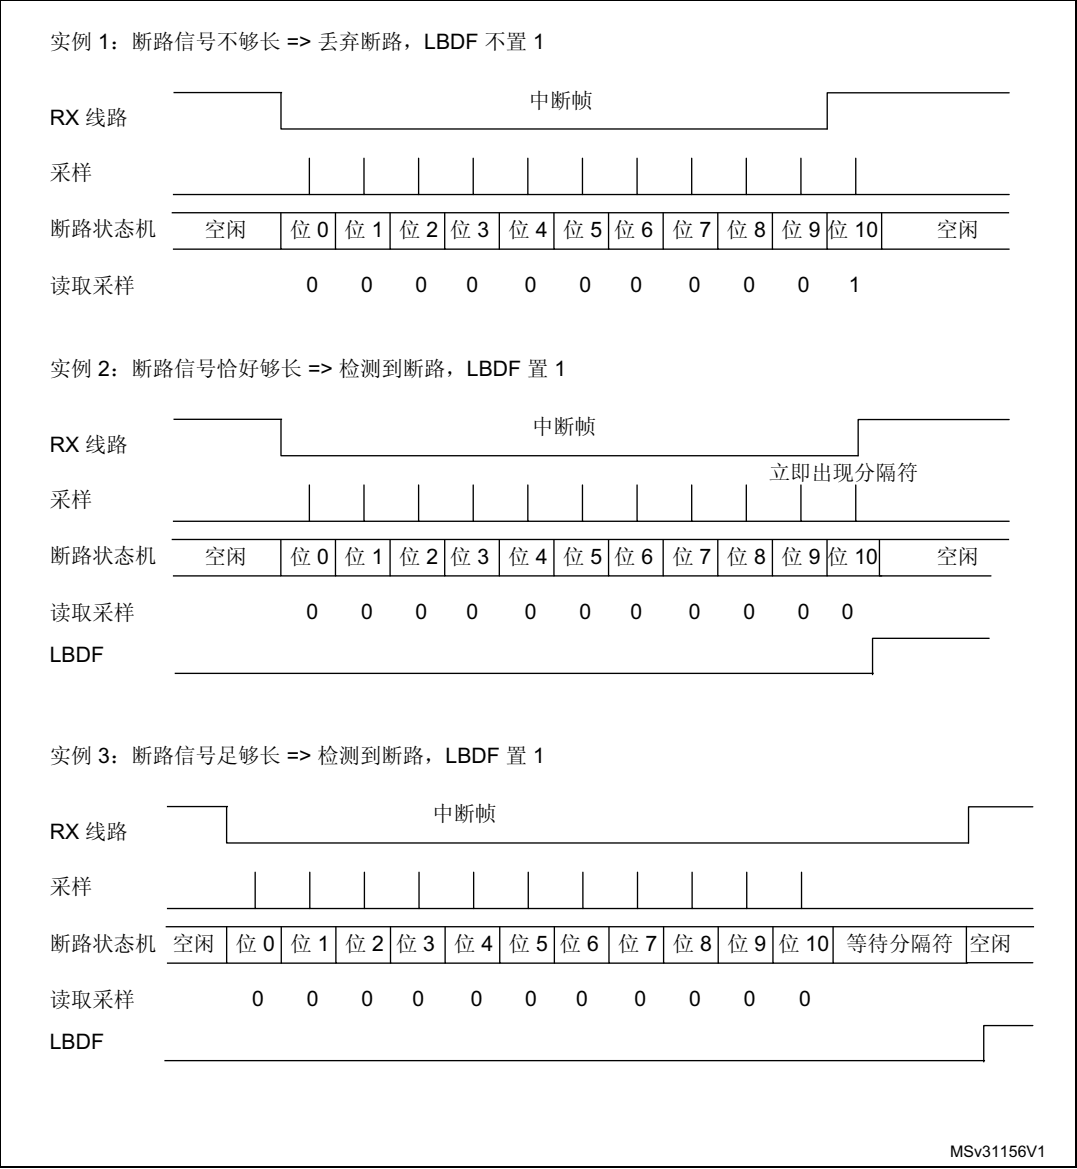 实例 1：断路信号不够长 => 丢弃断路，LBDF 不置 1
中断帧
RX 线路
采样
断路状态机 空闲 位 0 位 1 位 2 位 3 位 4 位 5 位 6 位 7 位 8 位 9 位 10 空闲
读取采样 0 0 0 0 0 0 0 0 0 0 1
实例 2：断路信号恰好够长 => 检测到断路，LBDF 置 1
中断帧
RX 线路
立即出现分隔符
采样
断路状态机 空闲 位 0 位 1 位 2 位 3 位 4 位 5 位 6 位 7 位 8 位 9 位 10 空闲
读取采样 0 0 0 0 0 0 0 0 0 0 0
LBDF
实例 3：断路信号足够长 => 检测到断路，LBDF 置 1
中断帧
RX 线路
采样
断路状态机 空闲 位 0 位 1 位 2 位 3 位 4 位 5 位 6 位 7 位 8 位 9 位 10 等待分隔符 空闲
读取采样 0 0 0 0 0 0 0 0 0 0 0
LBDF
MSv31156V1